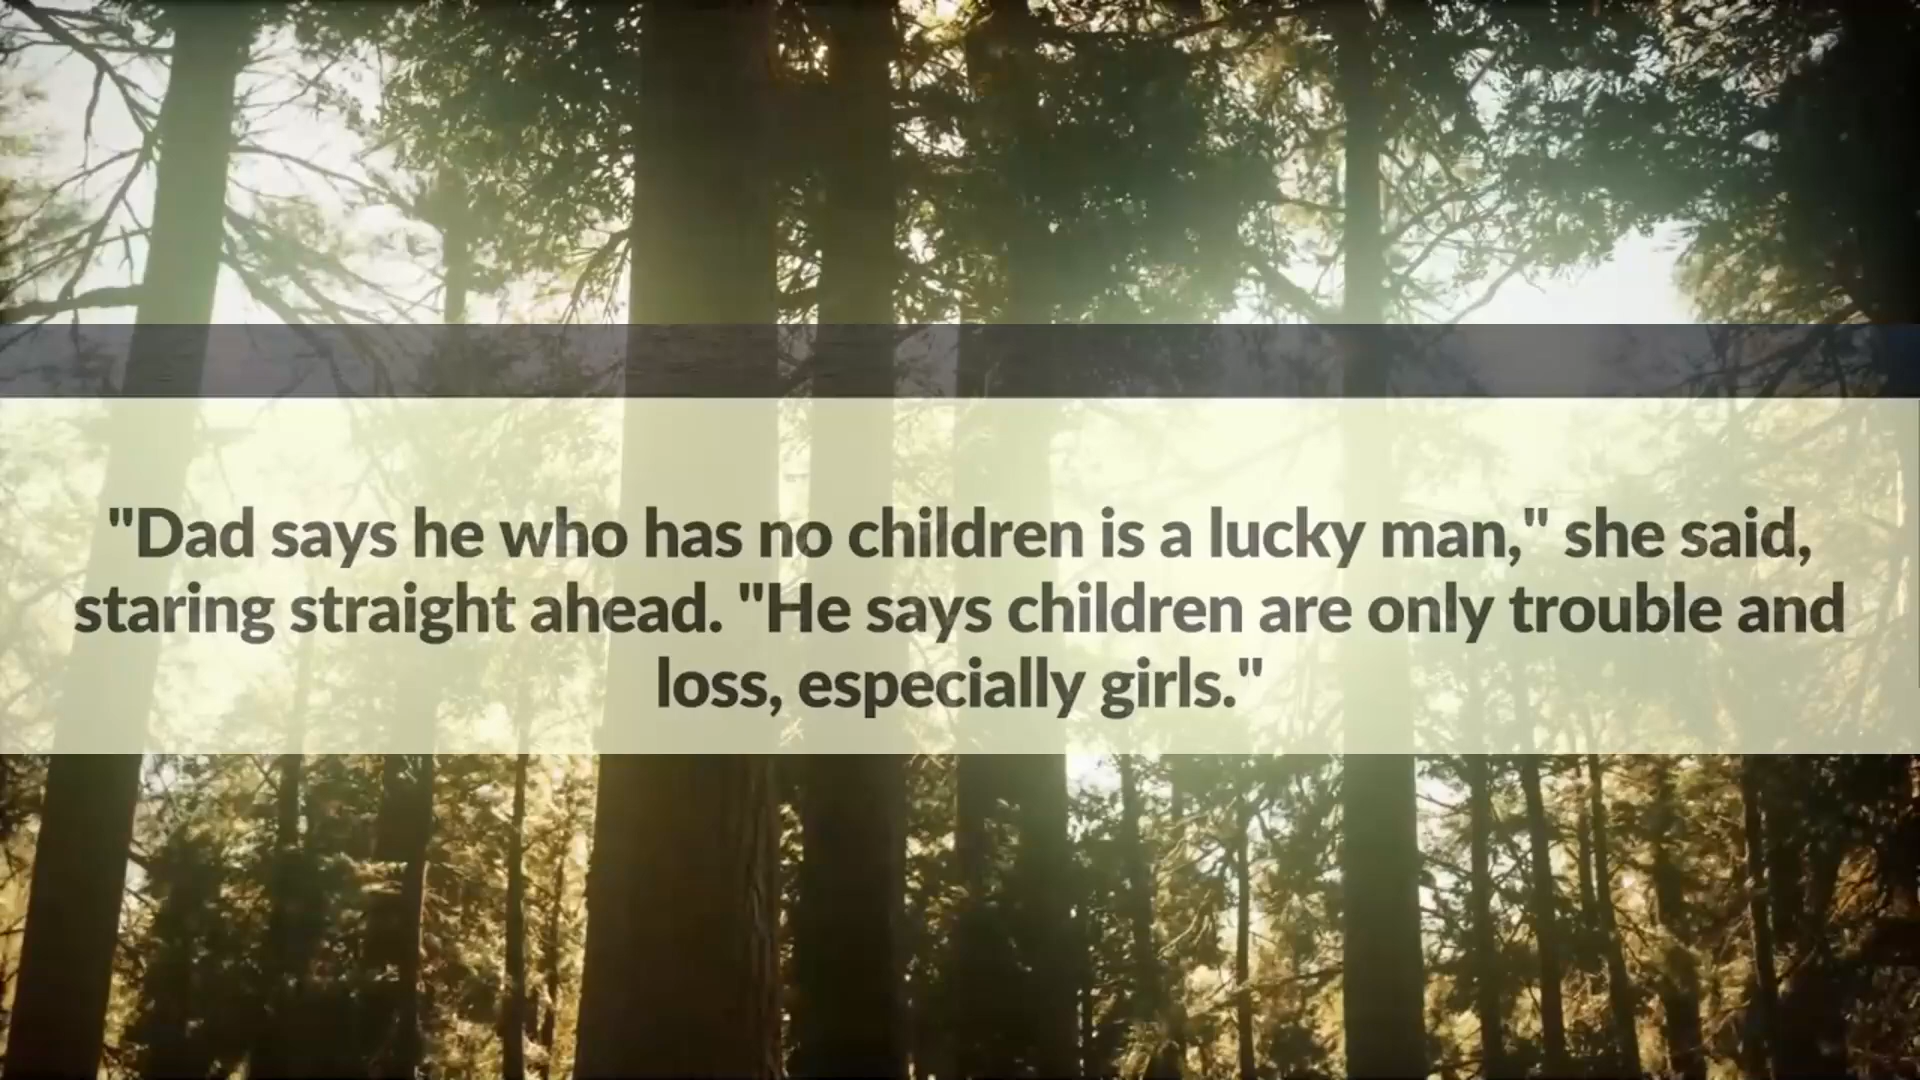 "Dad says he who has no children is a lucky man," she said,
staring straight ahead. "He says children are only trouble and
loss, especially girls."